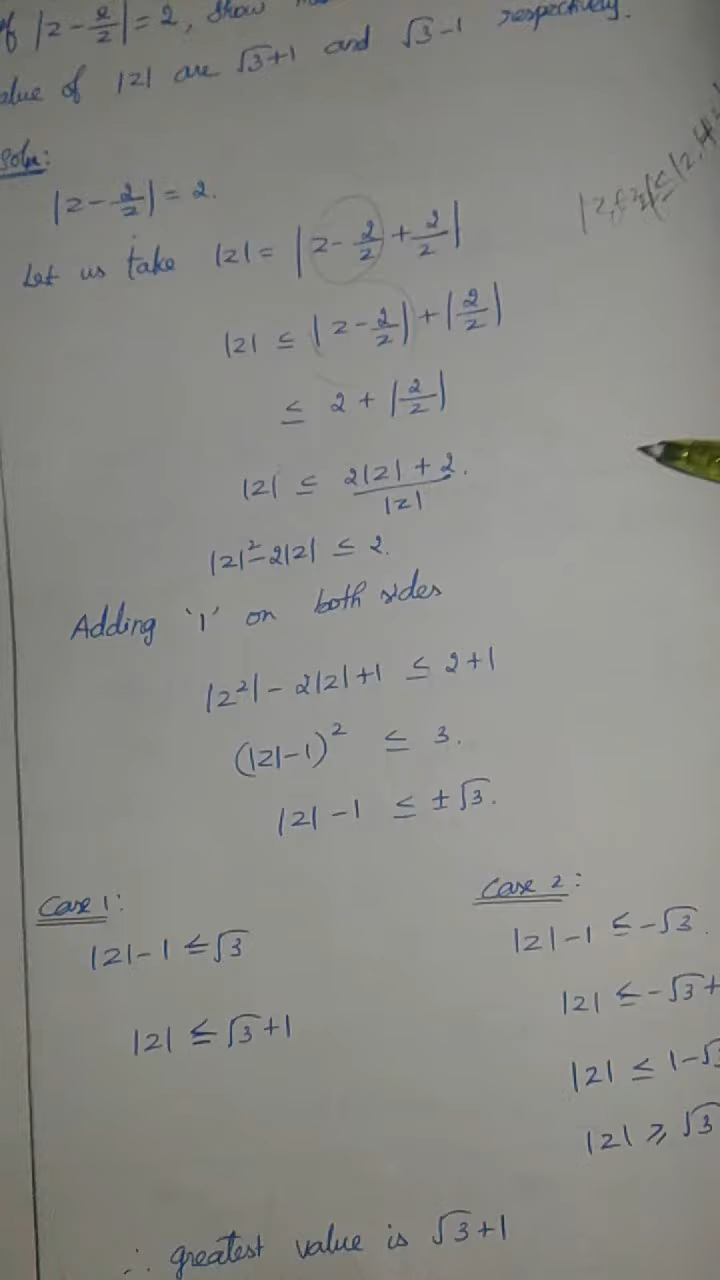 |z - 2/z| = 2, show
value of |z| are √3+1 and √3-1 respectively.
Soln:
|z - 2/z| = 2.
Let us take |z| = |z - 2/z + 2/z|
|z| ≤ |z - 2/z| + |2/z|
≤ 2 + |2/z|
|z| ≤ (2|z| + 2)/|z|.
|z|² - 2|z| ≤ 2.
Adding '1' on both sides
|z²| - 2|z| + 1 ≤ 2+1
(|z|-1)² ≤ 3.
|z| - 1 ≤ ±√3.
Case 1:
|z| - 1 ≤ √3
|z| ≤ √3+1
Case 2:
|z| - 1 ≤ -√3.
|z| ≤ -√3+
|z| ≤ 1-√3
|z| ≥ √3
∴ greatest value is √3+1